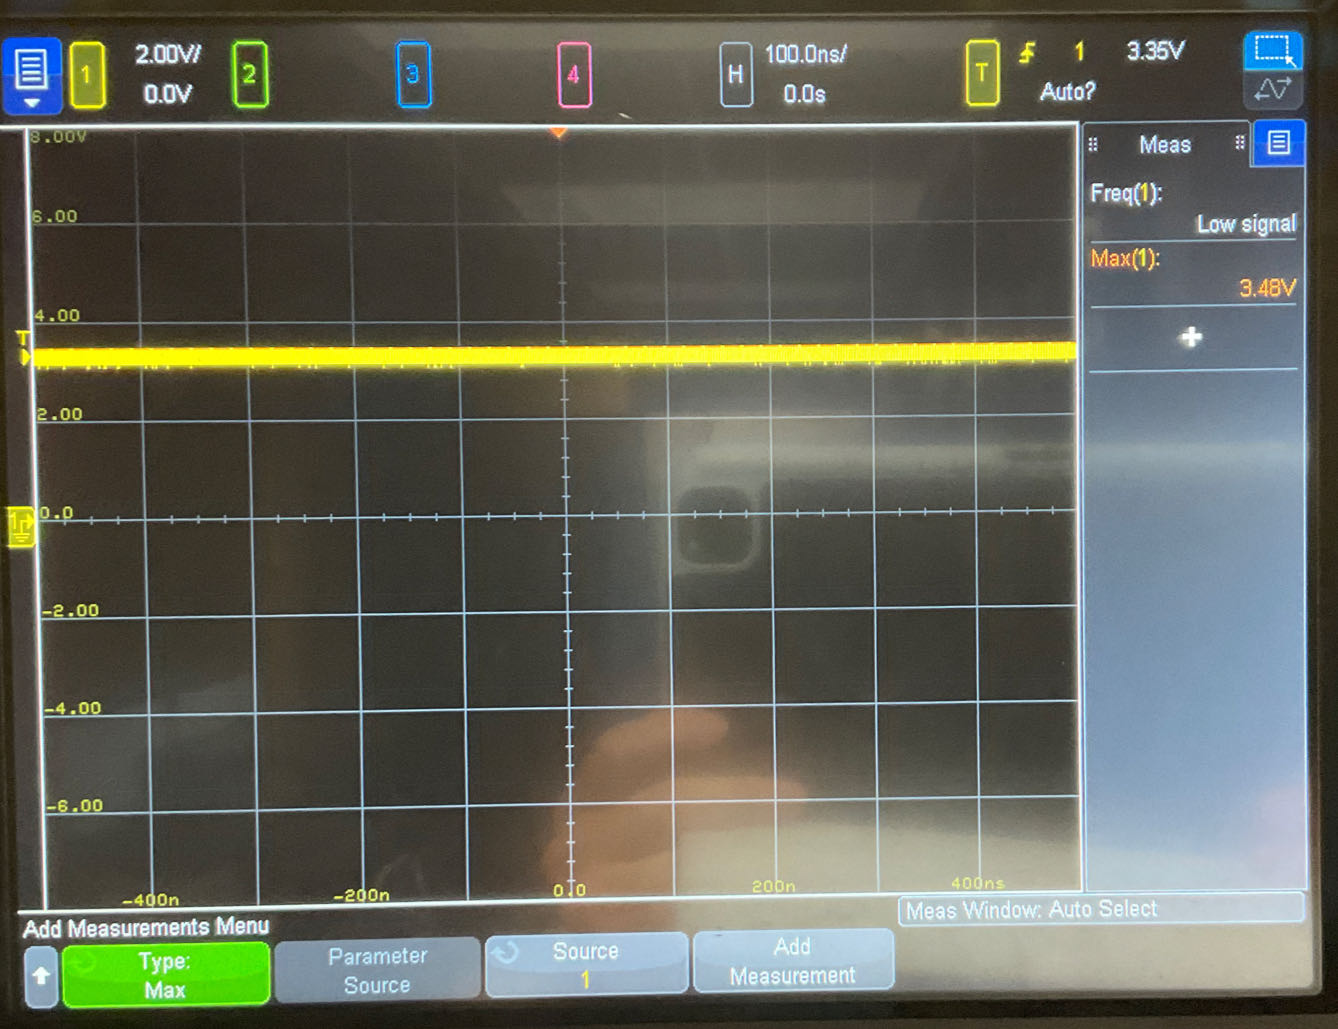 1 2.00V/ 2 3 4 H 100.0ns/ T 1 3.35V
0.0V 0.0s Auto?
8.00V
6.00
4.00
2.00
0.0
-2.00
-4.00
-6.00
-400n -200n 0.0 200n 400ns
T
1
Meas
Freq(1):
Low signal
Max(1):
3.48V
+
Meas Window: Auto Select
Add Measurements Menu
Type:
Max
Parameter
Source
Source
1
Add
Measurement